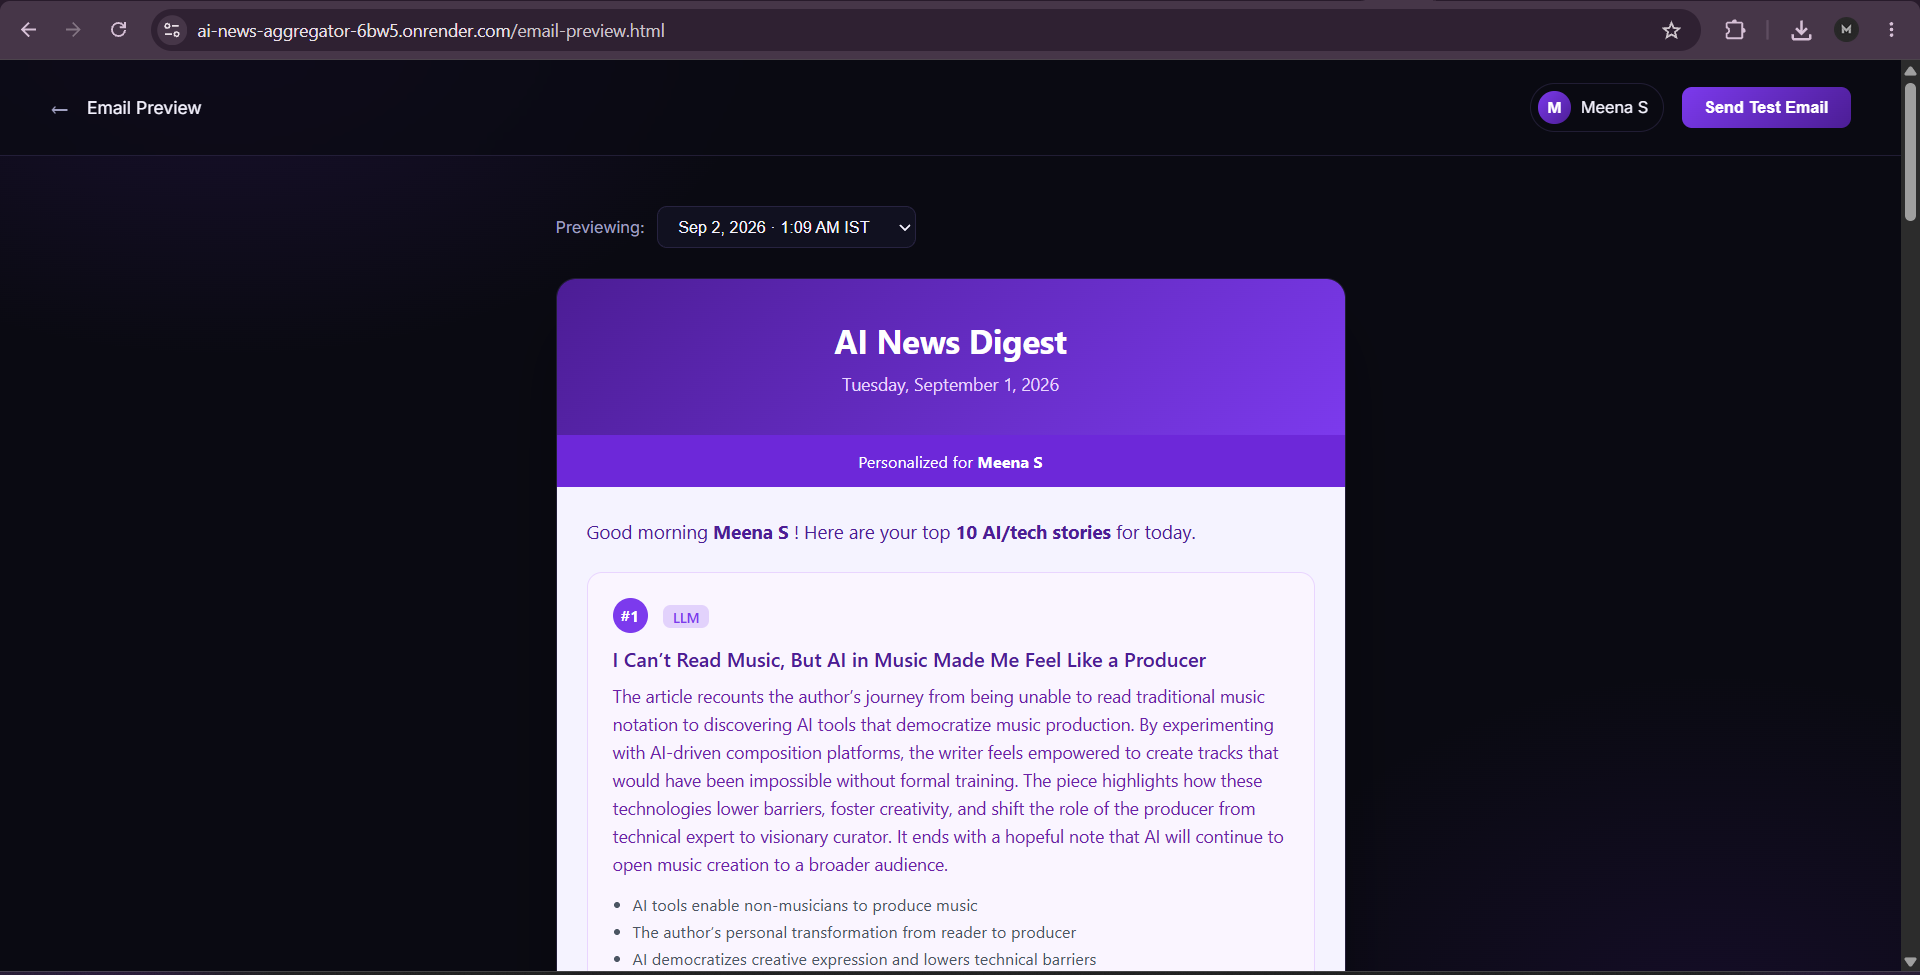 ai-news-aggregator-6bw5.onrender.com/email-preview.html
M
← Email Preview
M Meena S
Send Test Email
Previewing: Sep 2, 2026 · 1:09 AM IST
AI News Digest
Tuesday, September 1, 2026
Personalized for Meena S
Good morning Meena S ! Here are your top 10 AI/tech stories for today.
#1 LLM
I Can’t Read Music, But AI in Music Made Me Feel Like a Producer
The article recounts the author’s journey from being unable to read traditional music
notation to discovering AI tools that democratize music production. By experimenting
with AI-driven composition platforms, the writer feels empowered to create tracks that
would have been impossible without formal training. The piece highlights how these
technologies lower barriers, foster creativity, and shift the role of the producer from
technical expert to visionary curator. It ends with a hopeful note that AI will continue to
open music creation to a broader audience.
• AI tools enable non-musicians to produce music
• The author’s personal transformation from reader to producer
• AI democratizes creative expression and lowers technical barriers